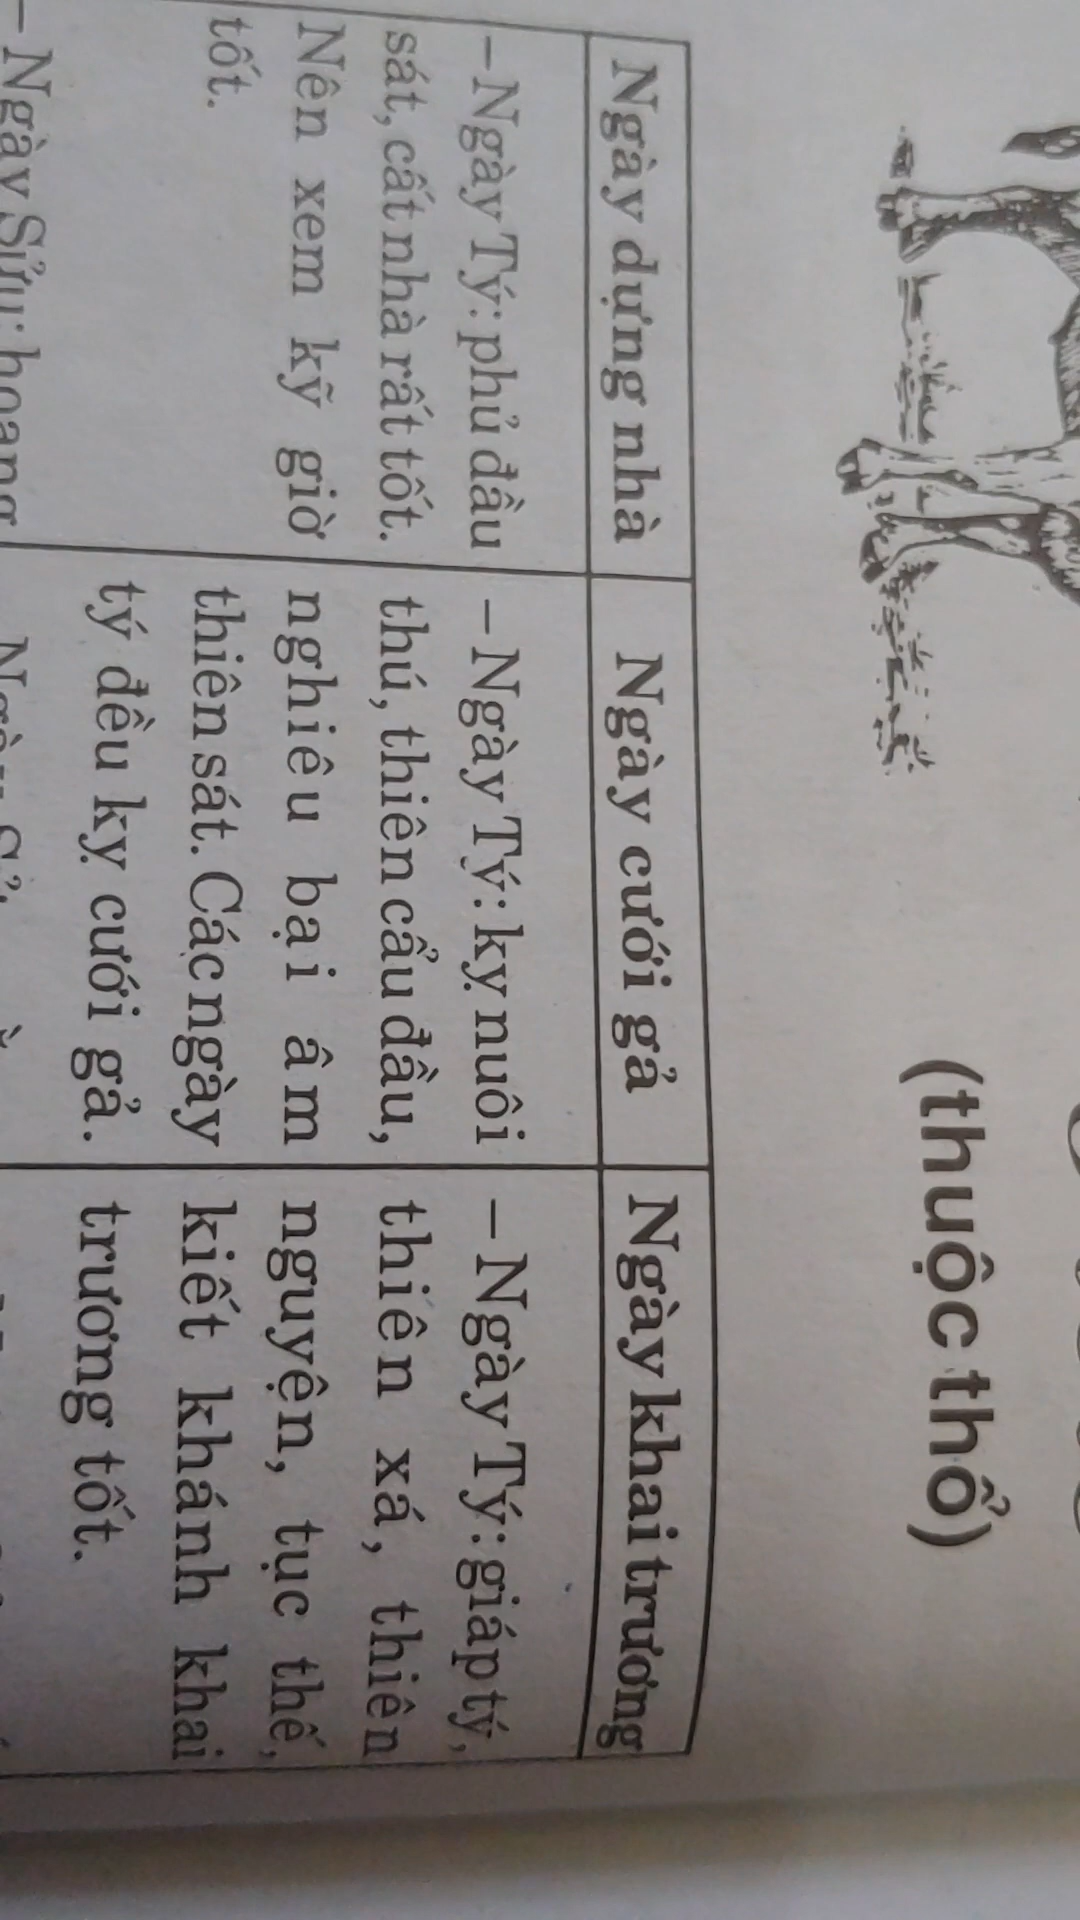 (thuộc thổ)
Ngày dựng nhà
Ngày cưới gả
Ngày khai trương
– Ngày Tý: phủ đầu
sát, cất nhà rất tốt.
Nên xem kỹ giờ
tốt.
– Ngày Tý: kỵ nuôi
thú, thiên cẩu đầu,
nghiêu bại âm
thiên sát. Các ngày
tý đều kỵ cưới gả.
– Ngày Tý: giáp tý,
thiên xá, thiên
nguyện, tục thế,
kiết khánh khai
trương tốt.
– Ngày Sửu: hoang